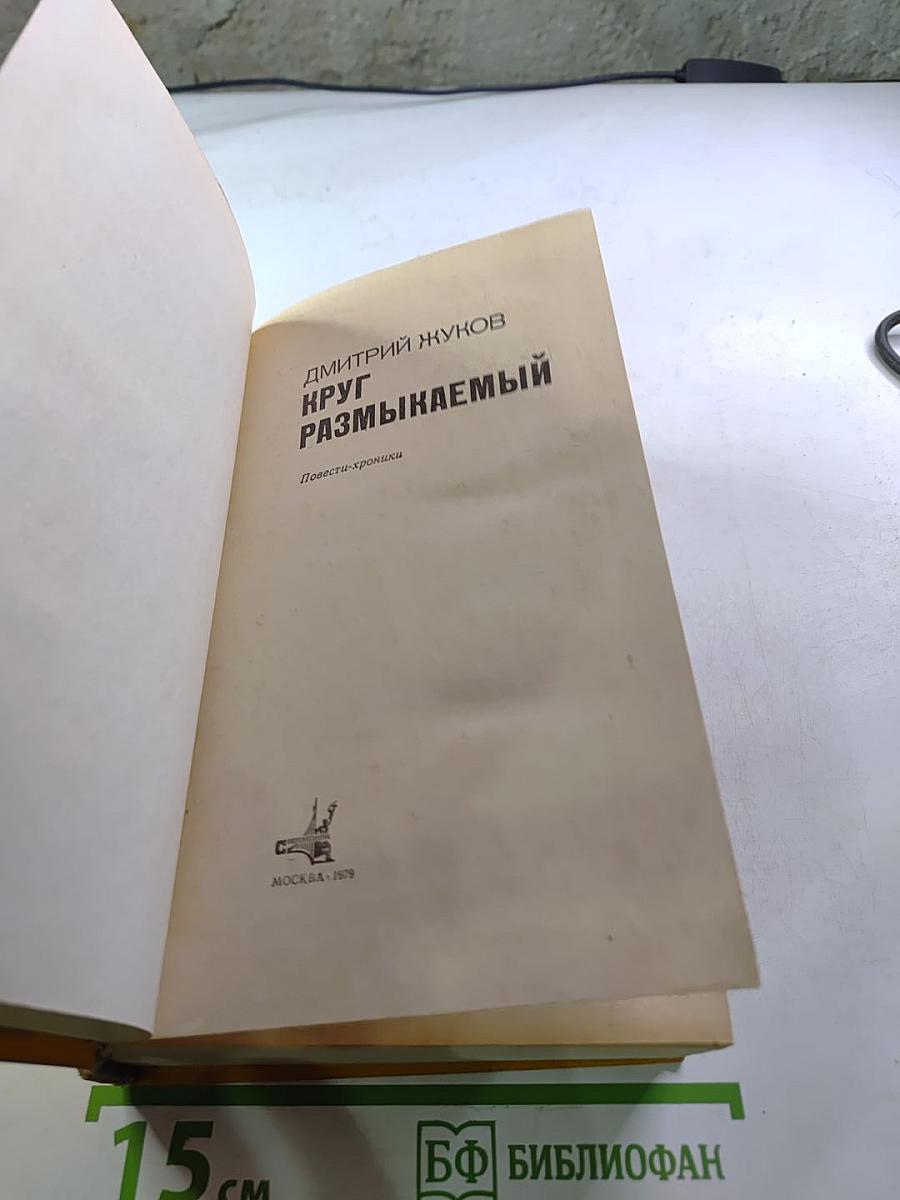 ДМИТРИЙ ЖУКОВ
КРУГ
РАЗМЫКАЕМЫЙ
Повести-хроники
МОСКВА · 1979
15 см
БФ БИБЛИОФАН